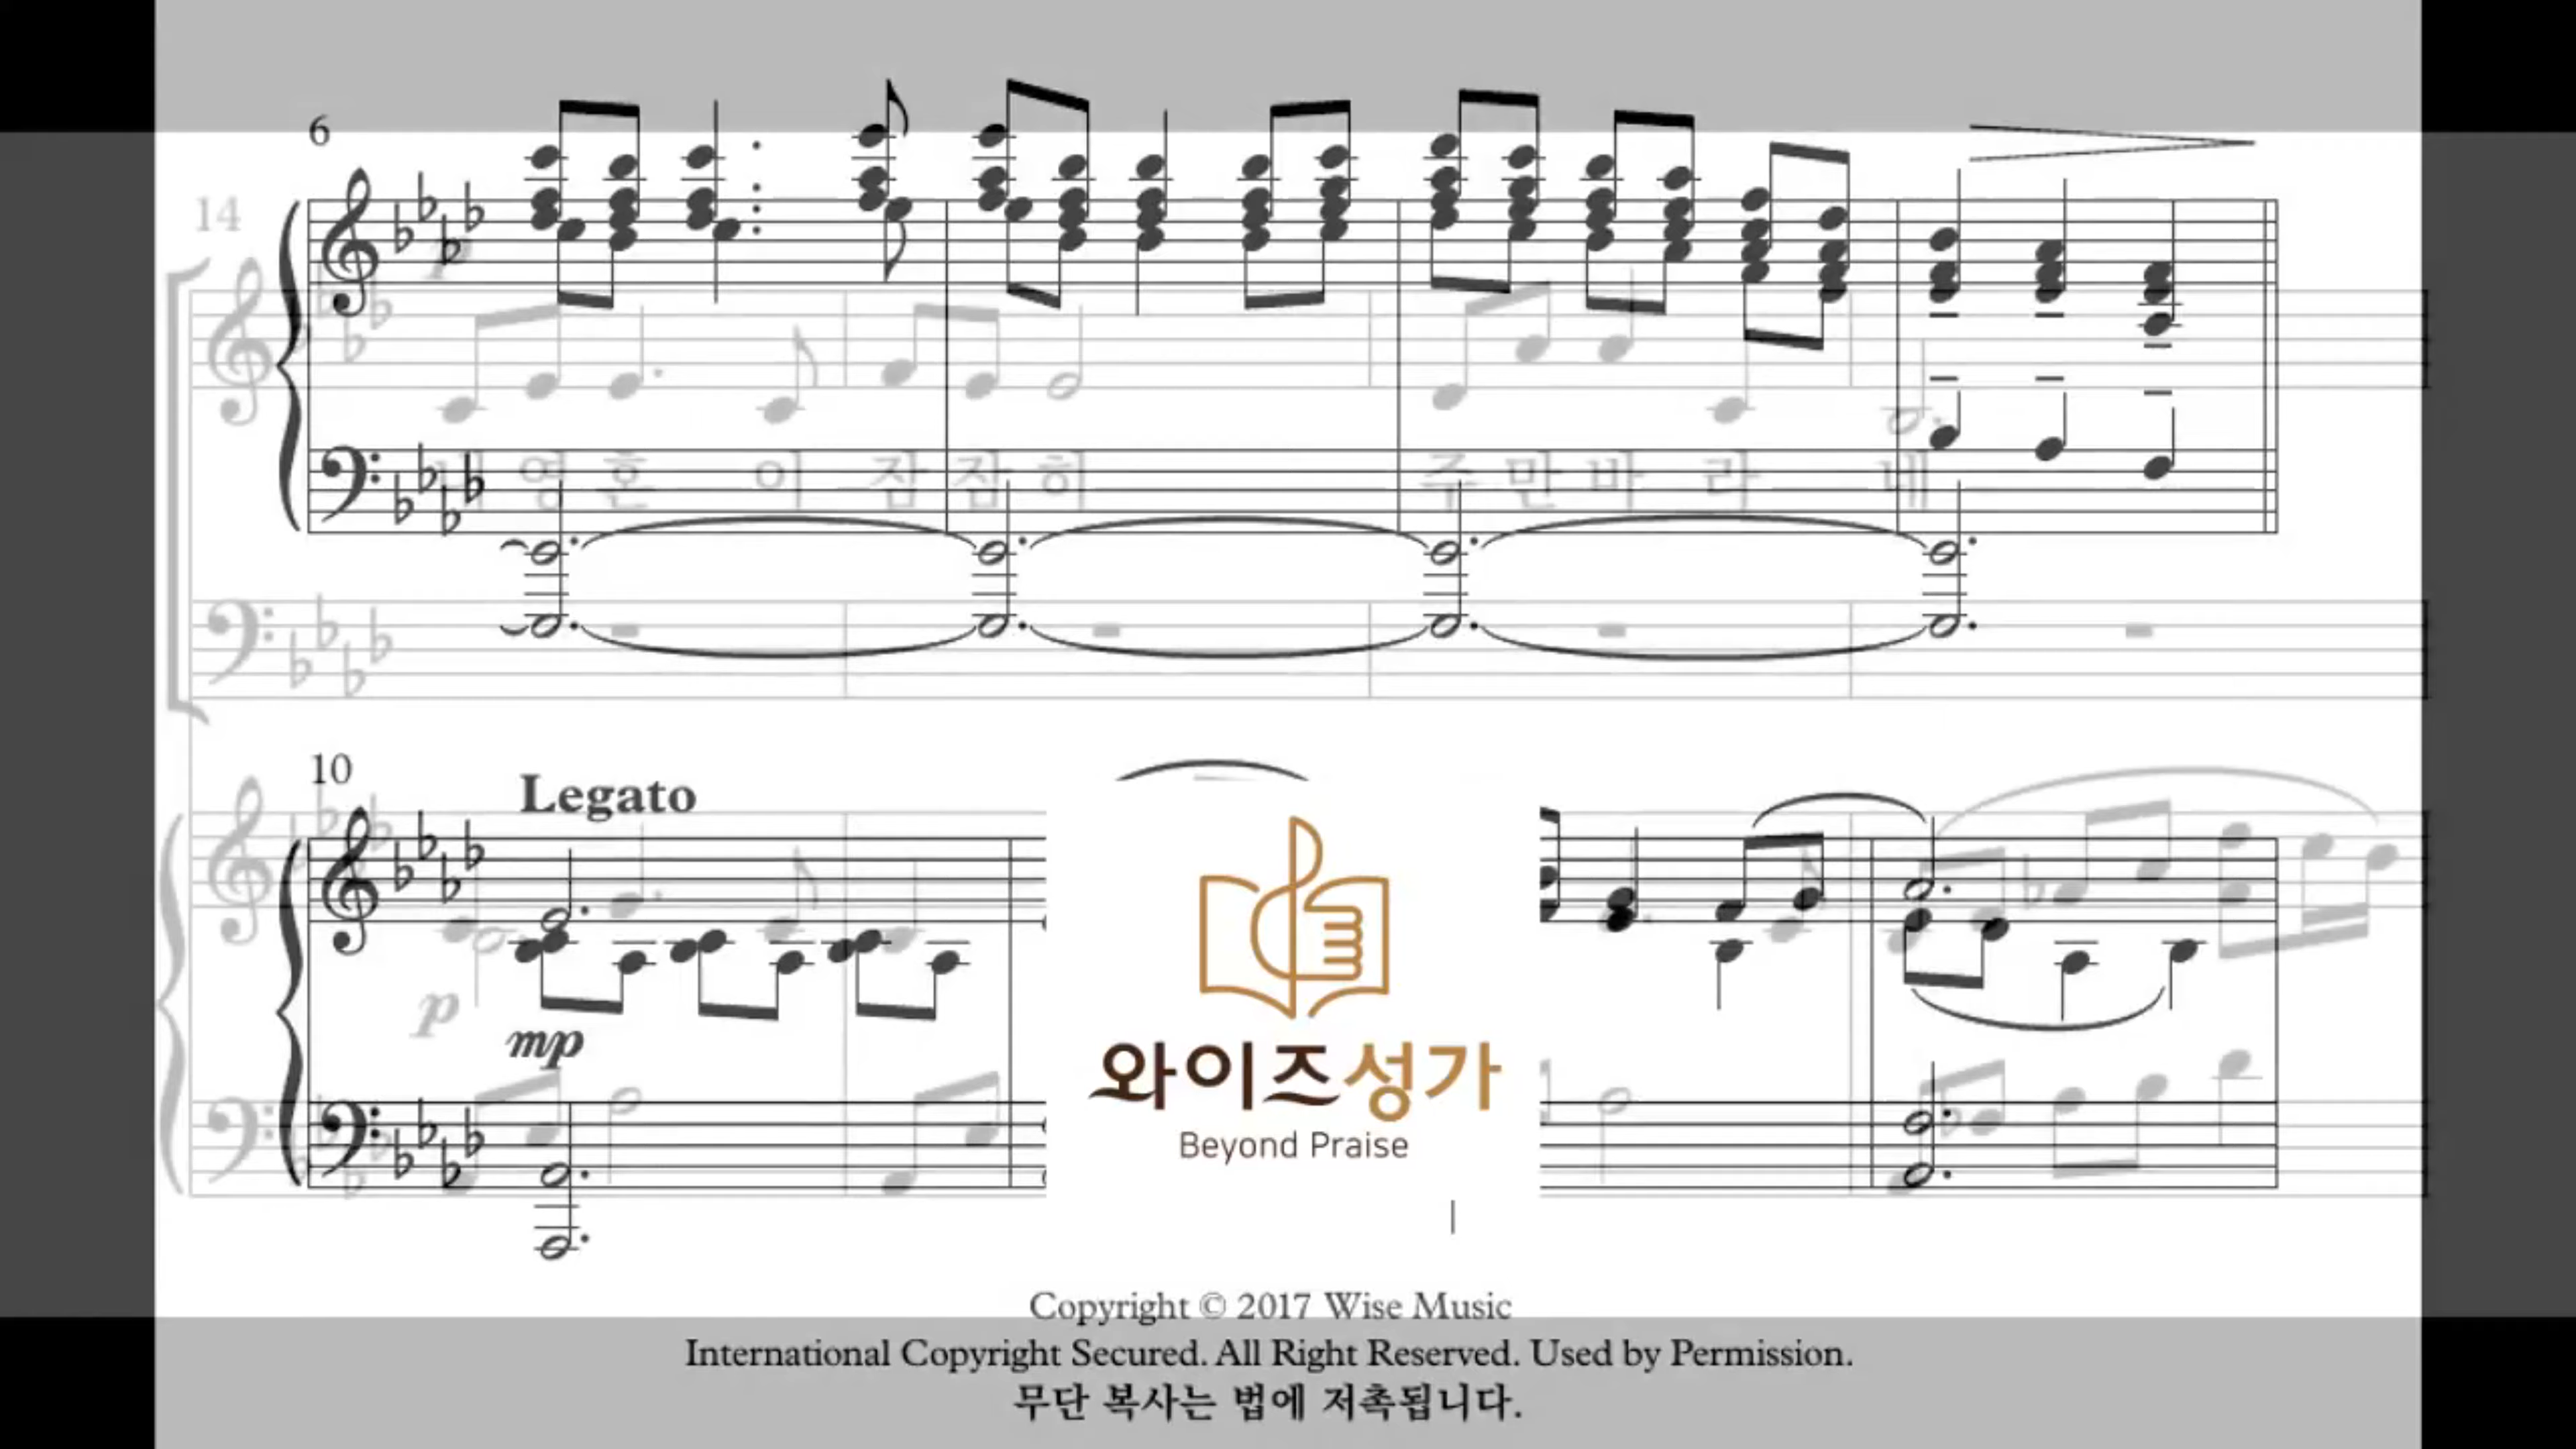 6
14
영 혼 이 잠 잠 히 주 만 바 라 네
10
Legato
p
mp
와이즈성가
Beyond Praise
Copyright © 2017 Wise Music
International Copyright Secured. All Right Reserved. Used by Permission.
무단 복사는 법에 저촉됩니다.